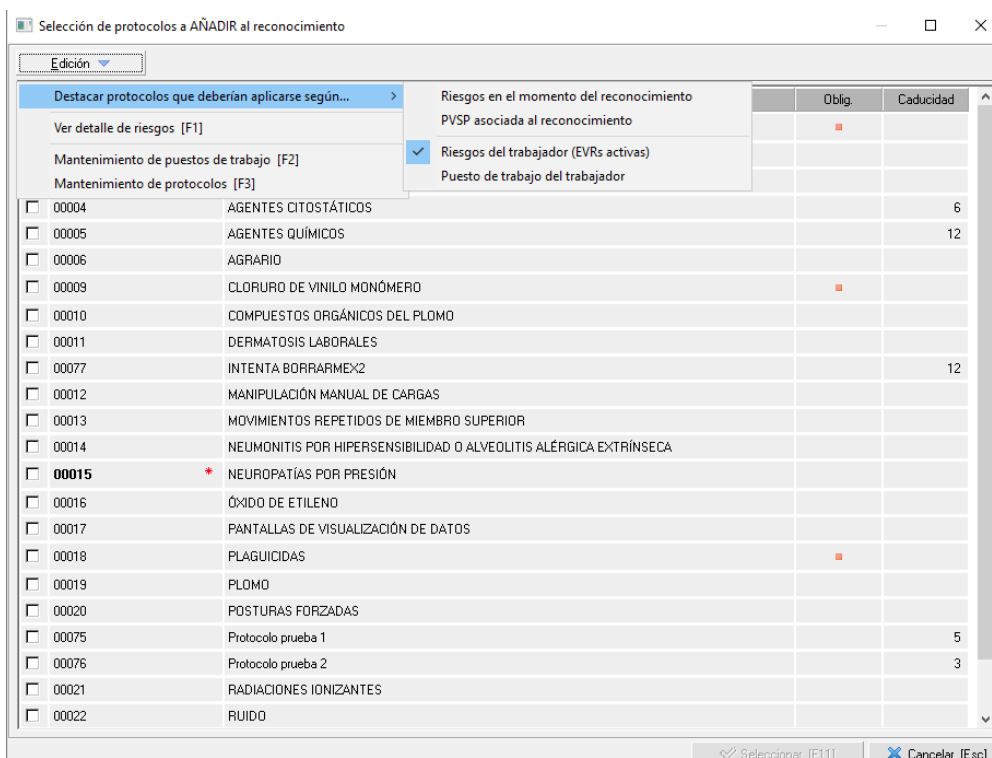 Selección de protocolos a AÑADIR al reconocimiento
Edición
Destacar protocolos que deberían aplicarse según... >
Ver detalle de riesgos [F1]
Mantenimiento de puestos de trabajo [F2]
Mantenimiento de protocolos [F3]
Riesgos en el momento del reconocimiento
PVSP asociada al reconocimiento
Riesgos del trabajador (EVRs activas)
Puesto de trabajo del trabajador
Oblig. Caducidad
00004 AGENTES CITOSTÁTICOS 6
00005 AGENTES QUÍMICOS 12
00006 AGRARIO
00009 CLORURO DE VINILO MONÓMERO
00010 COMPUESTOS ORGÁNICOS DEL PLOMO
00011 DERMATOSIS LABORALES
00077 INTENTA BORRARMEX2 12
00012 MANIPULACIÓN MANUAL DE CARGAS
00013 MOVIMIENTOS REPETIDOS DE MIEMBRO SUPERIOR
00014 NEUMONITIS POR HIPERSENSIBILIDAD O ALVEOLITIS ALÉRGICA EXTRÍNSECA
00015 * NEUROPATÍAS POR PRESIÓN
00016 ÓXIDO DE ETILENO
00017 PANTALLAS DE VISUALIZACIÓN DE DATOS
00018 PLAGUICIDAS
00019 PLOMO
00020 POSTURAS FORZADAS
00075 Protocolo prueba 1 5
00076 Protocolo prueba 2 3
00021 RADIACIONES IONIZANTES
00022 RUIDO
Seleccionar [F11] Cancelar [Esc]